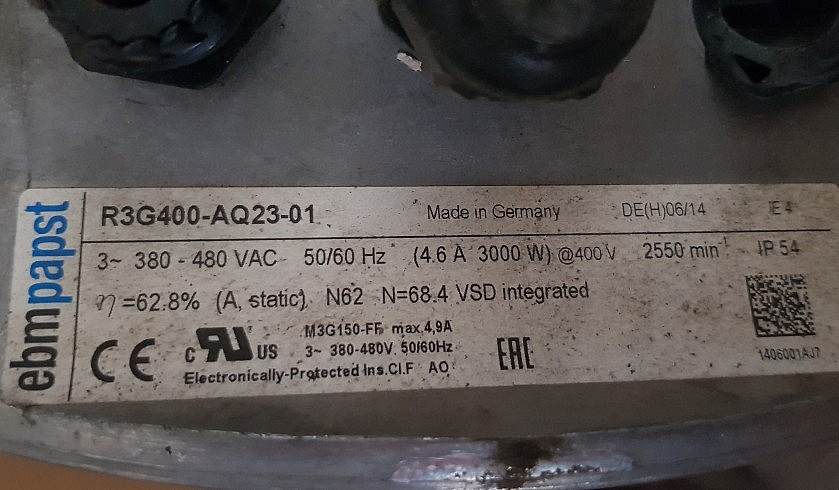 ebmpapst
R3G400-AQ23-01 Made in Germany DE(H)06/14 IE 4
3~ 380 - 480 VAC 50/60 Hz (4.6 A 3000 W) @400 V 2550 min⁻¹ IP 54
η =62.8% (A, static) N62 N=68.4 VSD integrated
M3G150-FF max.4,9A
CE c RU US 3~ 380-480V 50/60Hz EAC
Electronically-Protected Ins.Cl.F AO
1406001AJ7